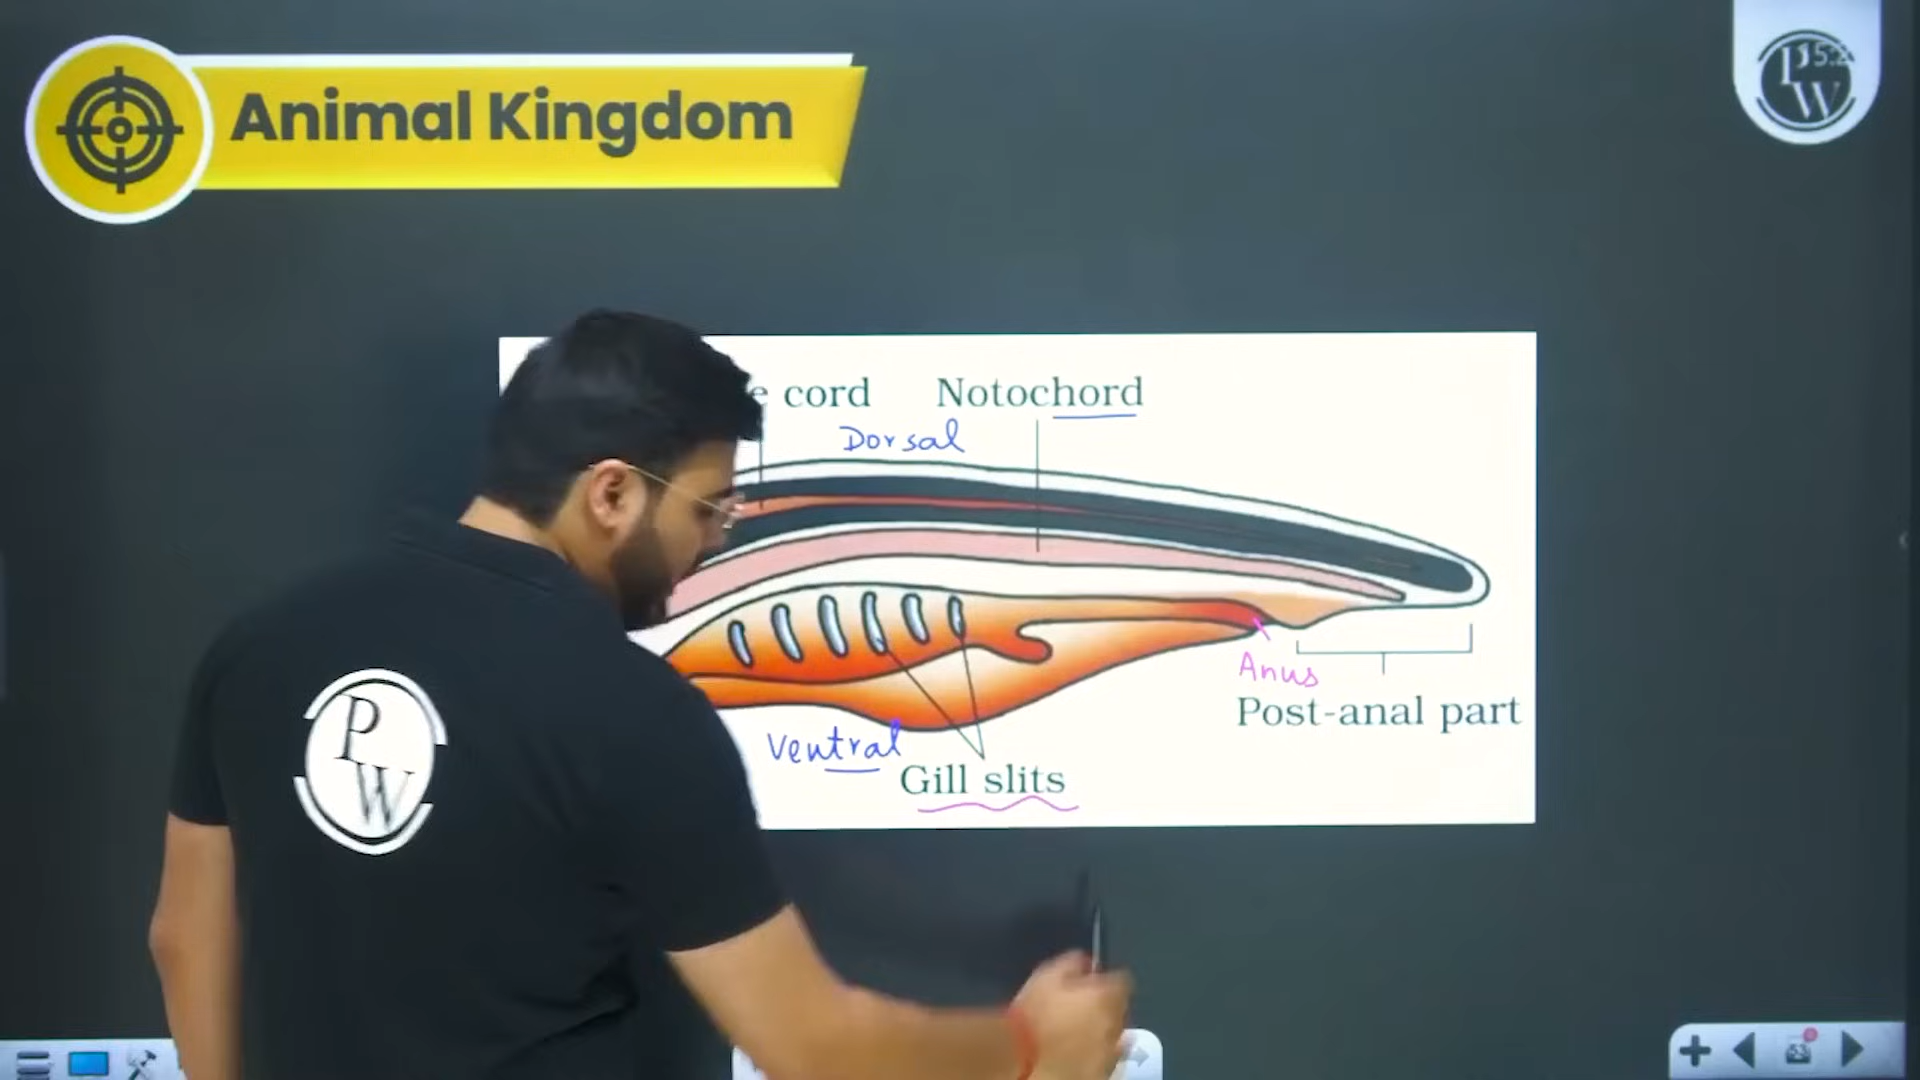 Animal Kingdom
PW
cord Notochord
Dorsal
Anus
Post-anal part
Ventral
Gill slits
P
W